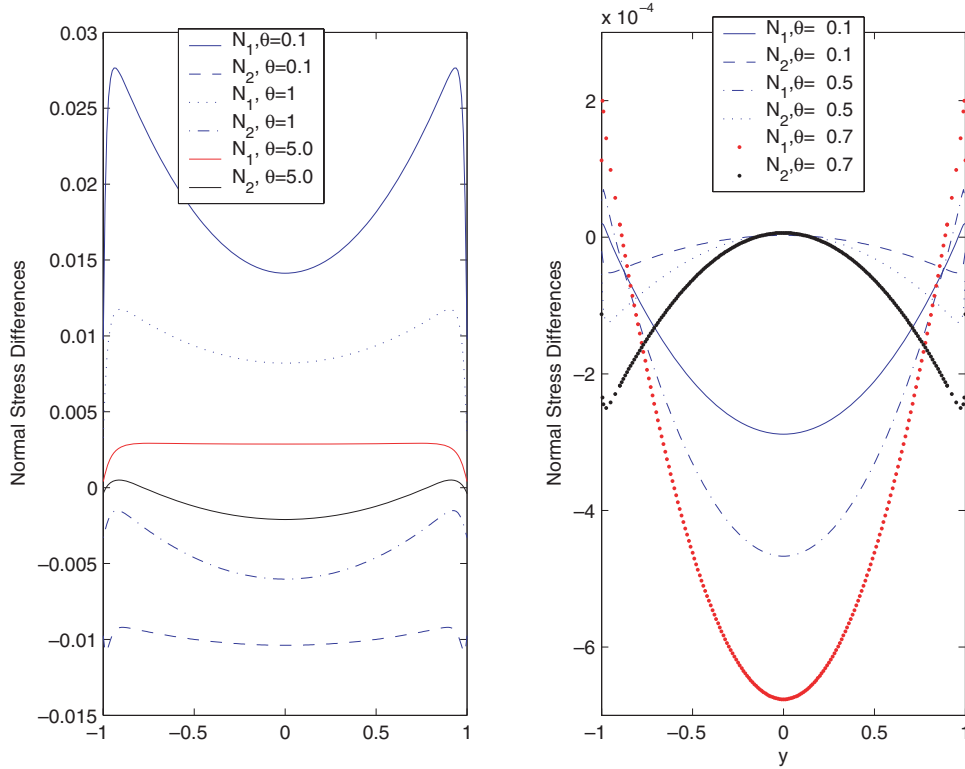 0.03
0.025
0.02
0.015
0.01
0.005
0
−0.005
−0.01
−0.015
Normal Stress Differences
−1
−0.5
0
0.5
1
N1,θ=0.1
N2, θ=0.1
N1, θ=1
N2, θ=1
N1, θ=5.0
N2, θ=5.0
x 10−4
2
0
−2
−4
−6
Normal Stress Differences
−1
−0.5
0
0.5
1
y
N1,θ= 0.1
N2,θ= 0.1
N1,θ= 0.5
N2,θ= 0.5
N1,θ= 0.7
N2,θ= 0.7